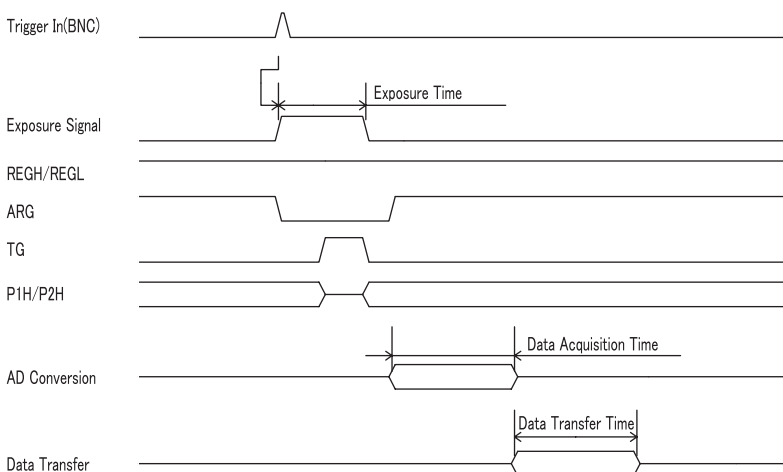 Trigger In(BNC)
Exposure Time
Exposure Signal
REGH/REGL
ARG
TG
P1H/P2H
Data Acquisition Time
AD Conversion
Data Transfer Time
Data Transfer